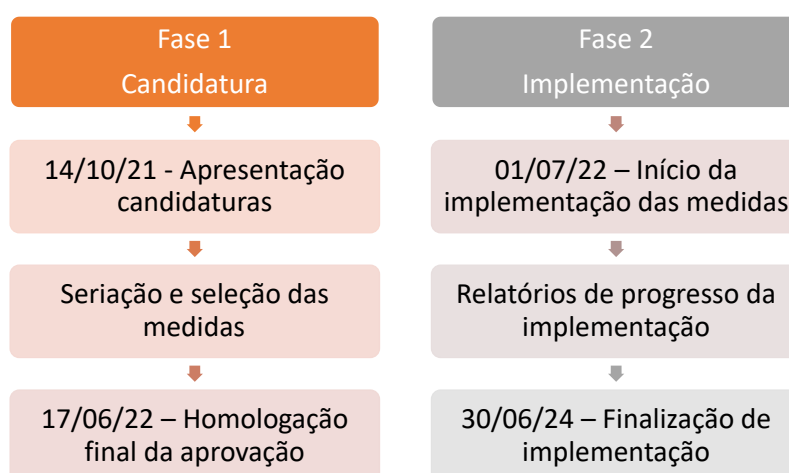 Fase 1
Candidatura
14/10/21 - Apresentação
candidaturas
Seriação e seleção das
medidas
17/06/22 – Homologação
final da aprovação
Fase 2
Implementação
01/07/22 – Início da
implementação das medidas
Relatórios de progresso da
implementação
30/06/24 – Finalização de
implementação